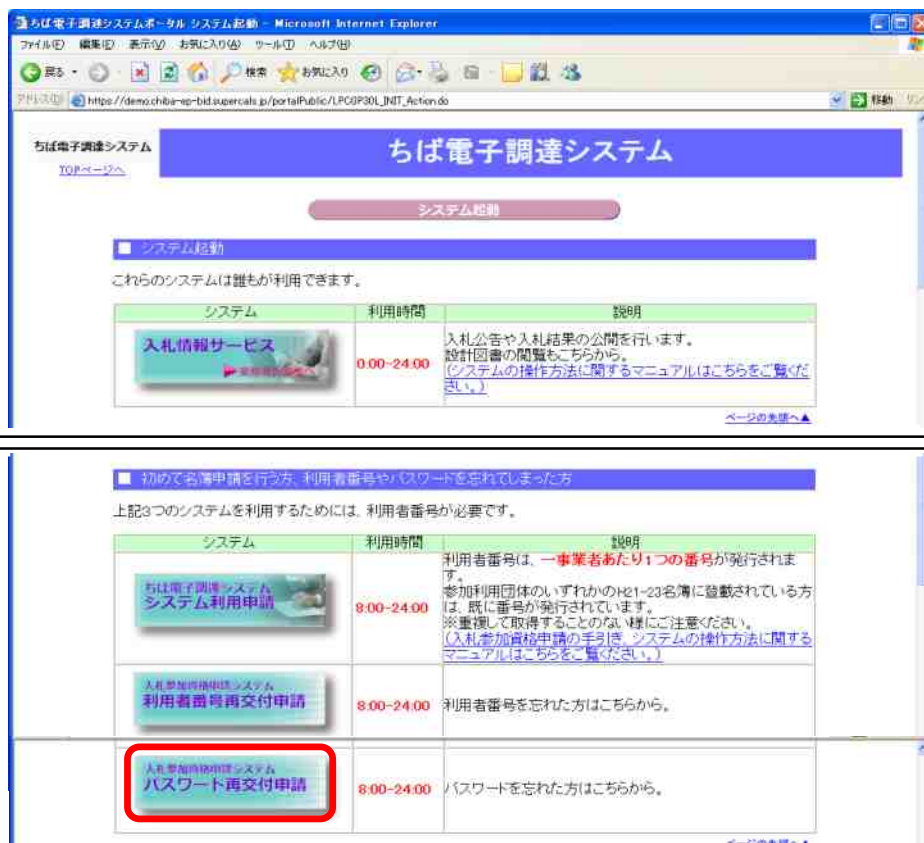 ちば電子調達システムポータル システム起動 - Microsoft Internet Explorer
ファイル(F) 編集(E) 表示(V) お気に入り(A) ツール(T) ヘルプ(H)
戻る 検索 お気に入り
アドレス(D) https://demo.chiba-ep-bid.supercals.jp/portalPublic/LPCGP30L_INIT_Action.do 移動
ちば電子調達システム
TOPページへ
ちば電子調達システム
システム起動
■ システム起動
これらのシステムは誰もが利用できます。
システム 利用時間 説明
入札情報サービス
0:00-24:00
入札公告や入札結果の公開を行います。
設計図書の閲覧もこちらから。
(システムの操作方法に関するマニュアルはこちらをご覧くだ
さい。)
ページの先頭へ▲
■ 初めて名簿申請を行う方、利用者番号やパスワードを忘れてしまった方
上記3つのシステムを利用するためには、利用者番号が必要です。
システム 利用時間 説明
ちば電子調達システム
システム利用申請
8:00-24:00
利用者番号は、一事業者あたり1つの番号が発行されま
す。
参加利用団体のいずれかのH21-23名簿に登載されている方
は、既に番号が発行されています。
※重複して取得することのない様にご注意ください。
(入札参加資格申請の手引き、システムの操作方法に関する
マニュアルはこちらをご覧ください。)
入札参加資格申請システム
利用者番号再交付申請
8:00-24:00
利用者番号を忘れた方はこちらから。
入札参加資格申請システム
パスワード再交付申請
8:00-24:00
パスワードを忘れた方はこちらから。